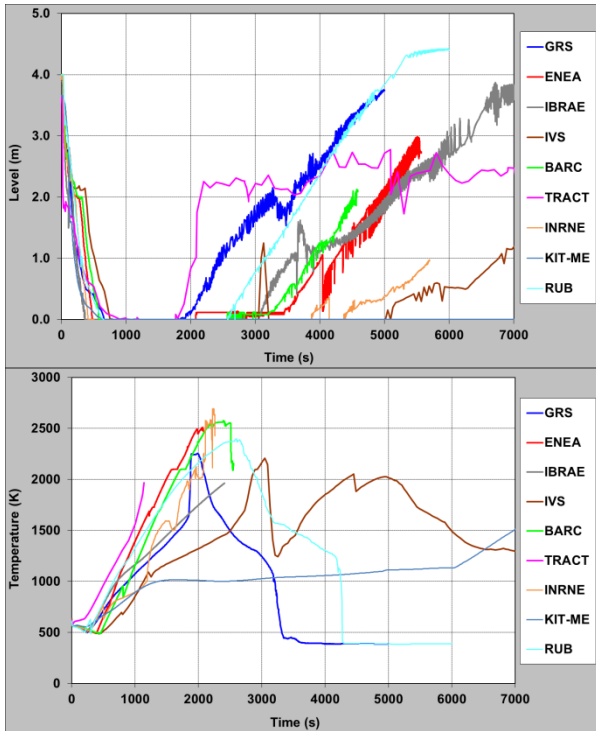 5.0
4.0
3.0
2.0
1.0
0.0
Level (m)
0 1000 2000 3000 4000 5000 6000 7000
Time (s)
GRS
ENEA
IBRAE
IVS
BARC
TRACT
INRNE
KIT-ME
RUB
3000
2500
2000
1500
1000
500
0
Temperature (K)
0 1000 2000 3000 4000 5000 6000 7000
Time (s)
GRS
ENEA
IBRAE
IVS
BARC
TRACT
INRNE
KIT-ME
RUB